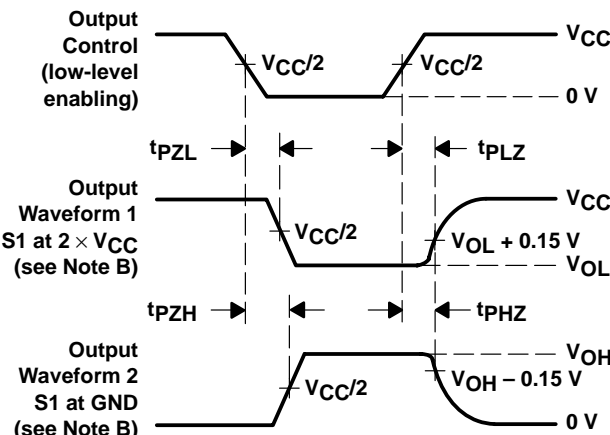 Output
Control
(low-level
enabling)
VCC/2
VCC/2
VCC
0 V
tPZL
tPLZ
Output
Waveform 1
S1 at 2 × VCC
(see Note B)
VCC/2
VCC
VOL + 0.15 V
VOL
tPZH
tPHZ
Output
Waveform 2
S1 at GND
(see Note B)
VCC/2
VOH
VOH – 0.15 V
0 V